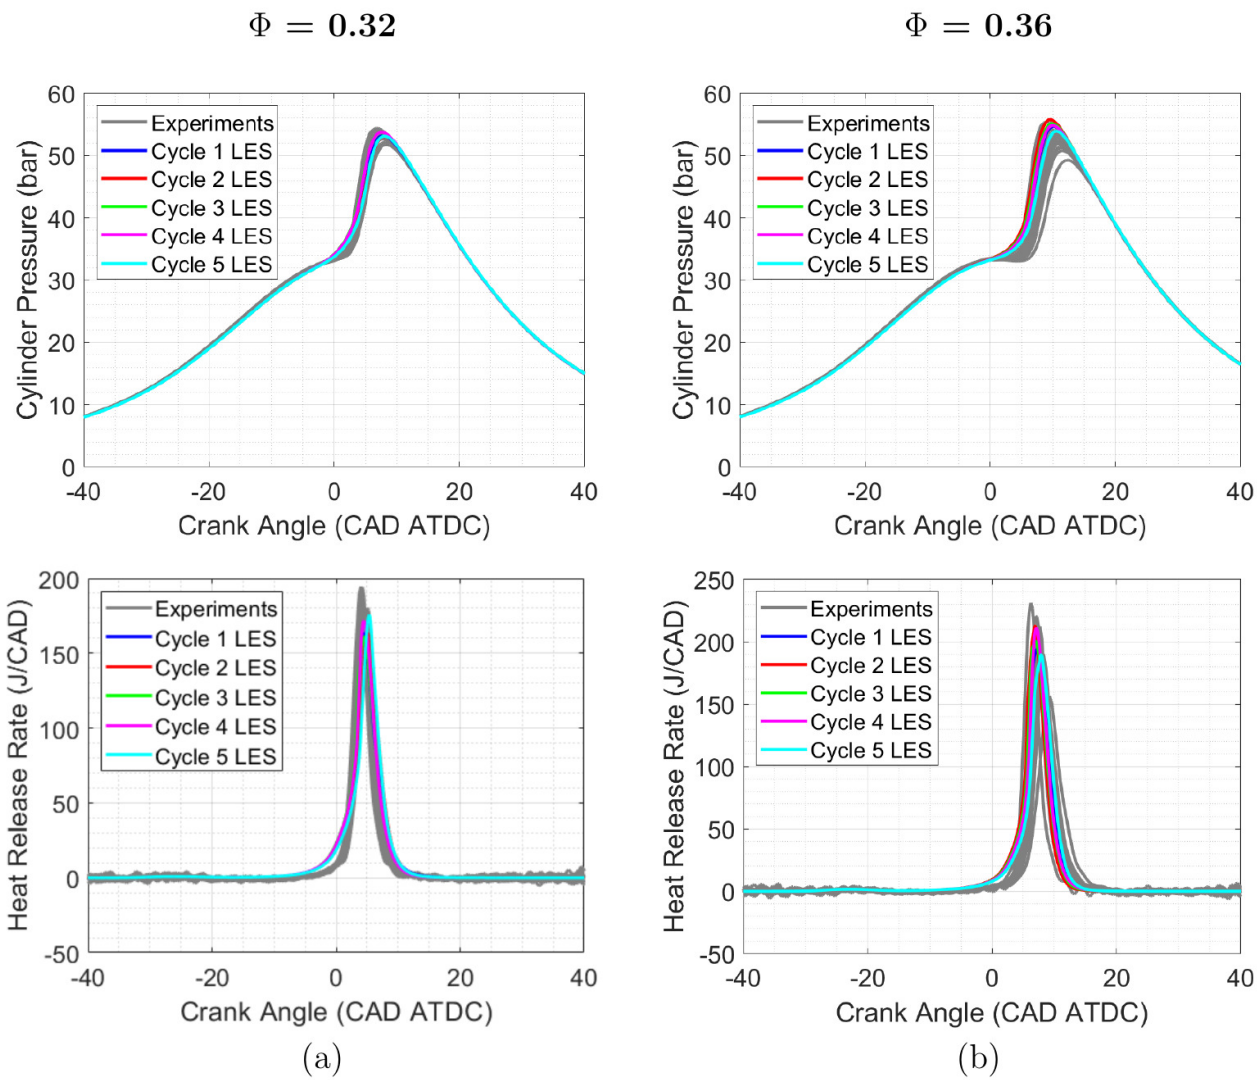 Φ = 0.32
Φ = 0.36
60
50
40
30
20
10
0
-40
-20
0
20
40
Cylinder Pressure (bar)
Crank Angle (CAD ATDC)
Experiments
Cycle 1 LES
Cycle 2 LES
Cycle 3 LES
Cycle 4 LES
Cycle 5 LES
60
50
40
30
20
10
0
-40
-20
0
20
40
Cylinder Pressure (bar)
Crank Angle (CAD ATDC)
Experiments
Cycle 1 LES
Cycle 2 LES
Cycle 3 LES
Cycle 4 LES
Cycle 5 LES
200
150
100
50
0
-50
-40
-20
0
20
40
Heat Release Rate (J/CAD)
Crank Angle (CAD ATDC)
Experiments
Cycle 1 LES
Cycle 2 LES
Cycle 3 LES
Cycle 4 LES
Cycle 5 LES
250
200
150
100
50
0
-50
-40
-20
0
20
40
Heat Release Rate (J/CAD)
Crank Angle (CAD ATDC)
Experiments
Cycle 1 LES
Cycle 2 LES
Cycle 3 LES
Cycle 4 LES
Cycle 5 LES
(a)
(b)